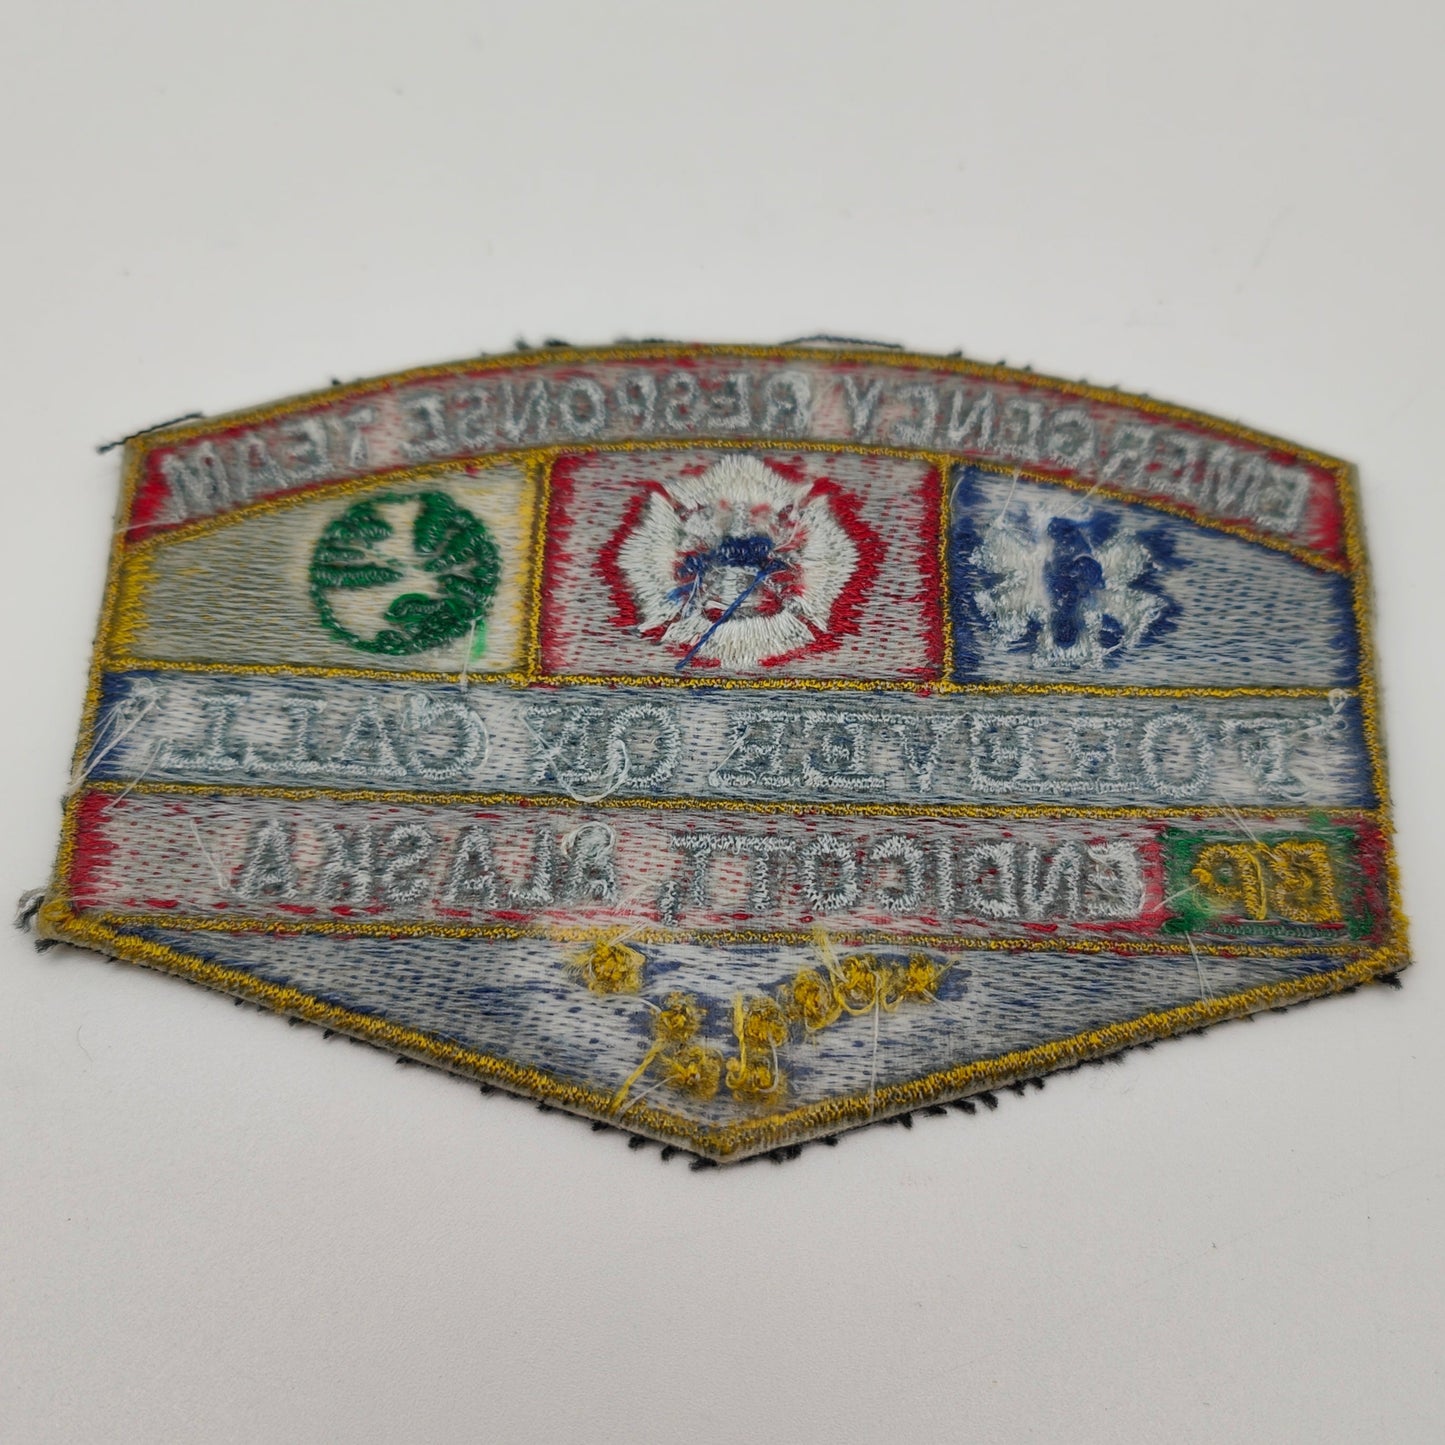 EMERGENCY RESPONSE TEAM
FOREVER ON CALL
BP ENDICOTT, ALASKA